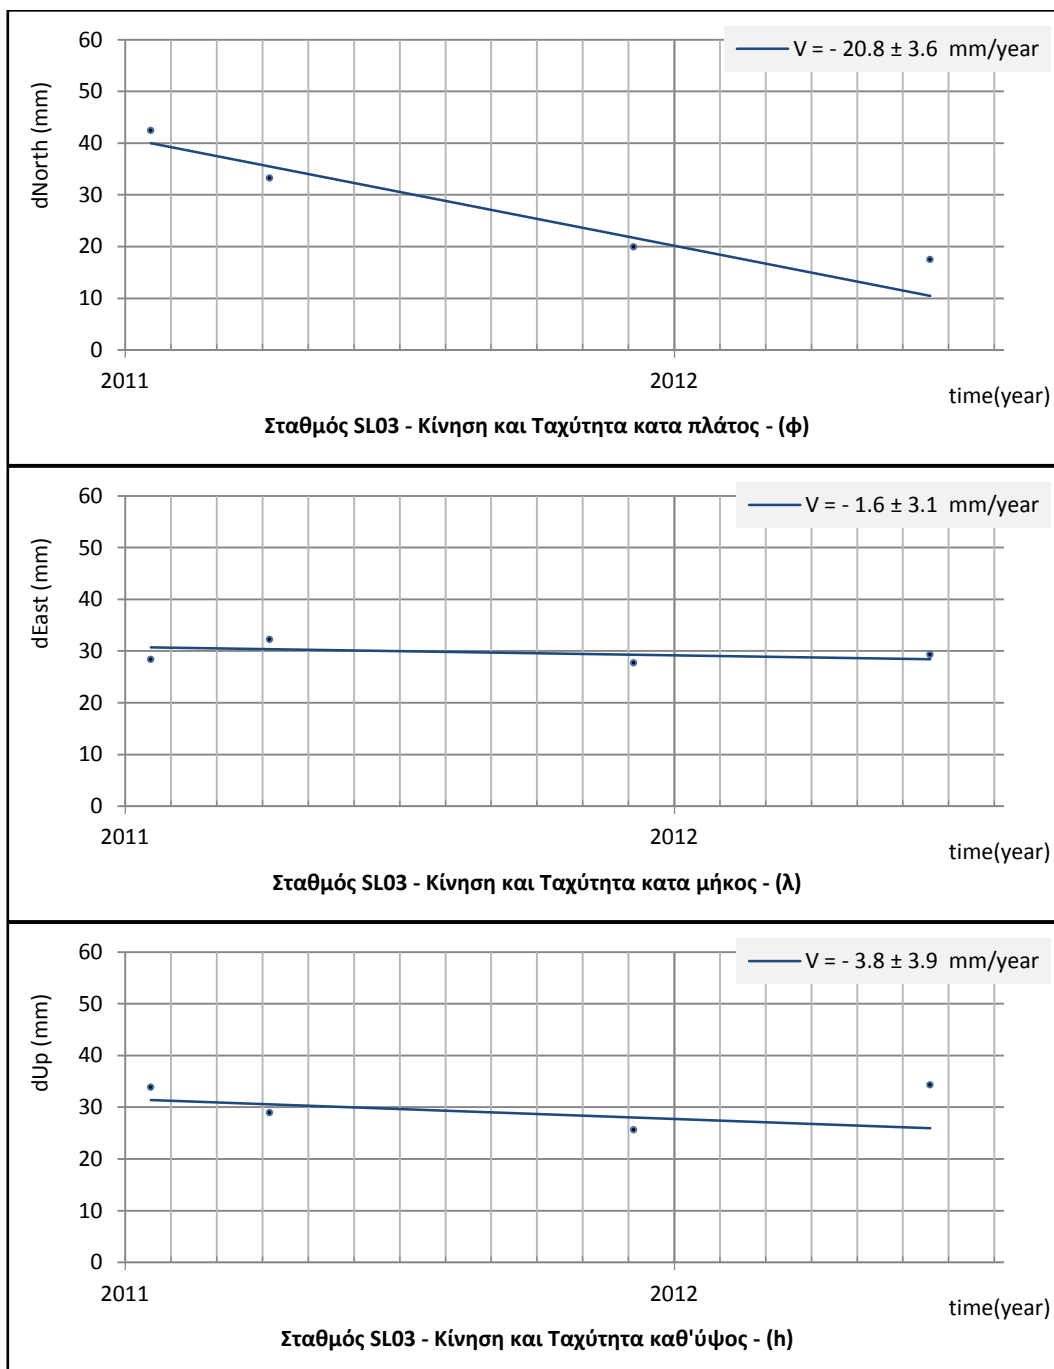 60
V = - 20.8 ± 3.6 mm/year
50
40
30
20
10
0
dNorth (mm)
2011
2012
time(year)
Σταθμός SL03 - Κίνηση και Ταχύτητα κατα πλάτος - (φ)
60
V = - 1.6 ± 3.1 mm/year
50
40
30
20
10
0
dEast (mm)
2011
2012
time(year)
Σταθμός SL03 - Κίνηση και Ταχύτητα κατα μήκος - (λ)
60
V = - 3.8 ± 3.9 mm/year
50
40
30
20
10
0
dUp (mm)
2011
2012
time(year)
Σταθμός SL03 - Κίνηση και Ταχύτητα καθ'ύψος - (h)